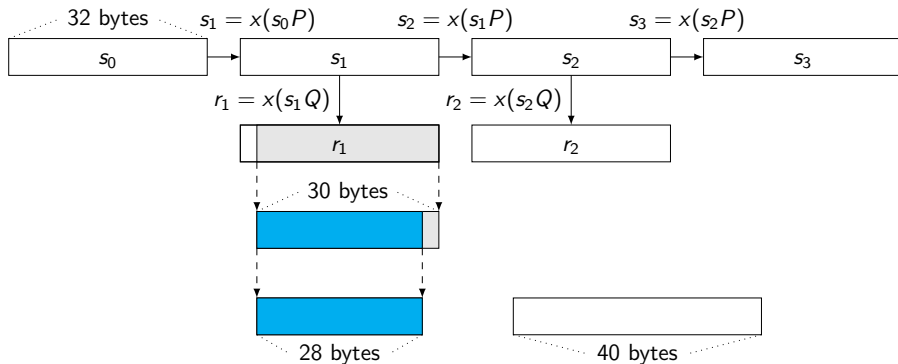 32 bytes
s₁ = x(s₀P)
s₂ = x(s₁P)
s₃ = x(s₂P)
s₀
s₁
s₂
s₃
r₁ = x(s₁Q)
r₂ = x(s₂Q)
r₁
r₂
30 bytes
28 bytes
40 bytes